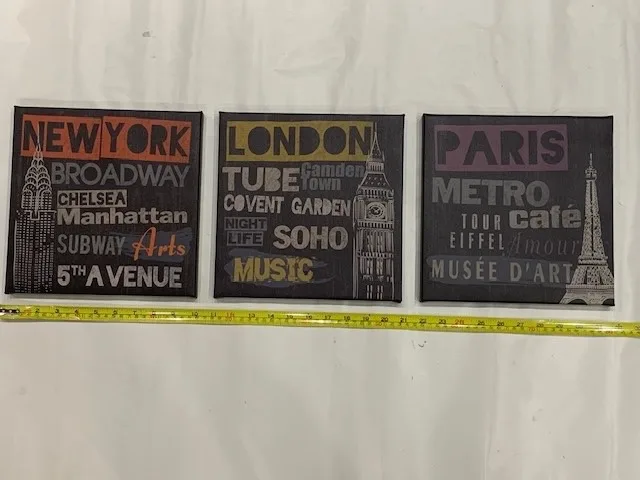 NEW YORK
BROADWAY
CHELSEA
Manhattan
SUBWAY Arts
5TH AVENUE
LONDON
TUBE Camden Town
COVENT GARDEN
NIGHT LIFE SOHO
MUSIC
PARIS
METRO
TOUR EIFFEL café
Amour
MUSÉE D'ART